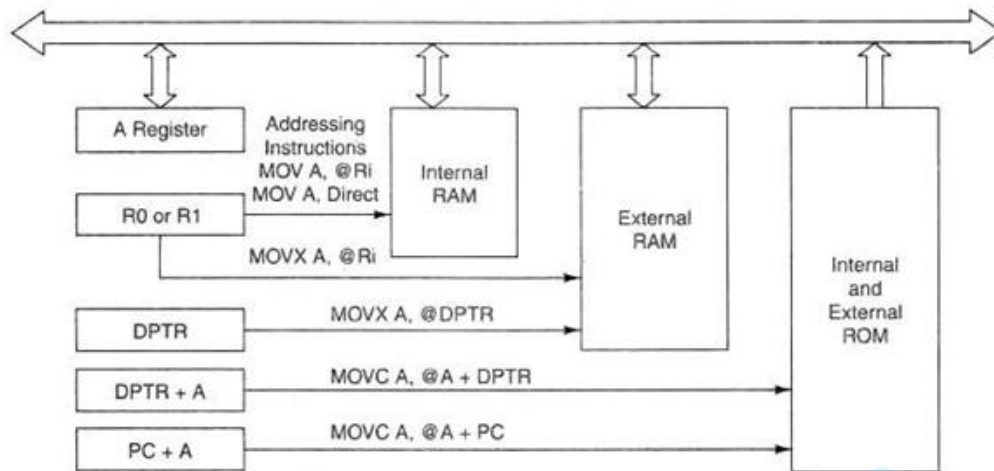 A Register
Addressing
Instructions
MOV A, @Ri
MOV A, Direct
Internal
RAM
R0 or R1
MOVX A, @Ri
External
RAM
Internal
and
External
ROM
DPTR
MOVX A, @DPTR
DPTR + A
MOVC A, @A + DPTR
PC + A
MOVC A, @A + PC